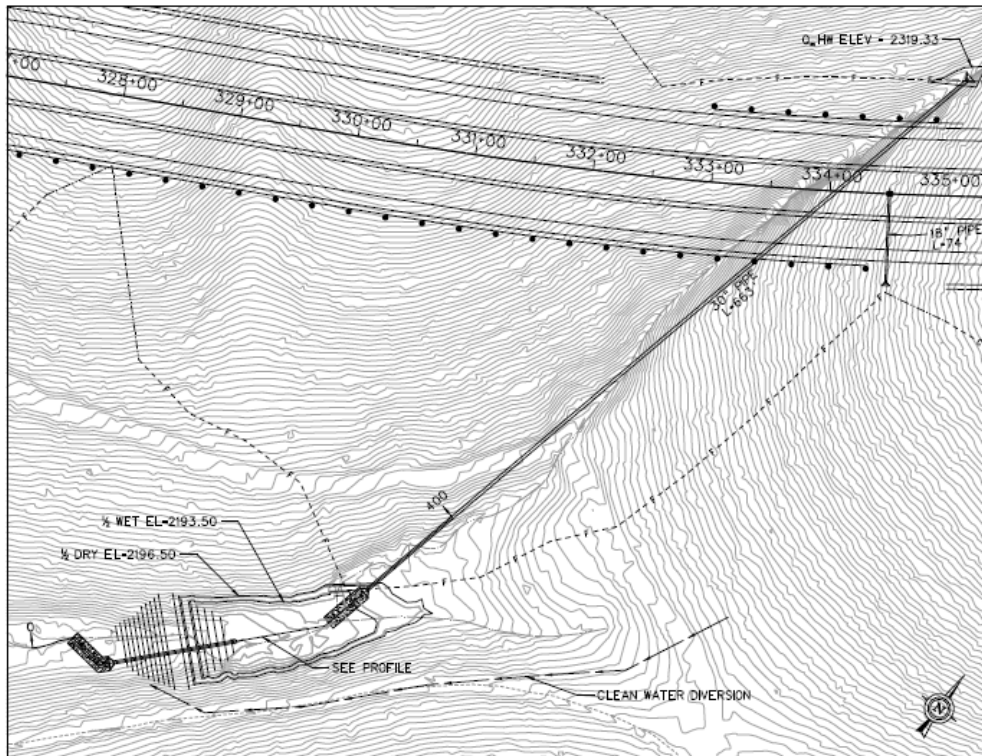 O HW ELEV - 2319.33
328+00
329+00
330+00
331+00
332+00
333+00
334+00
335+00
18" PIPE
L=74'
30" PIPE
L=663'
400
½ WET EL-2193.50
½ DRY EL-2196.50
0
SEE PROFILE
CLEAN WATER DIVERSION
N